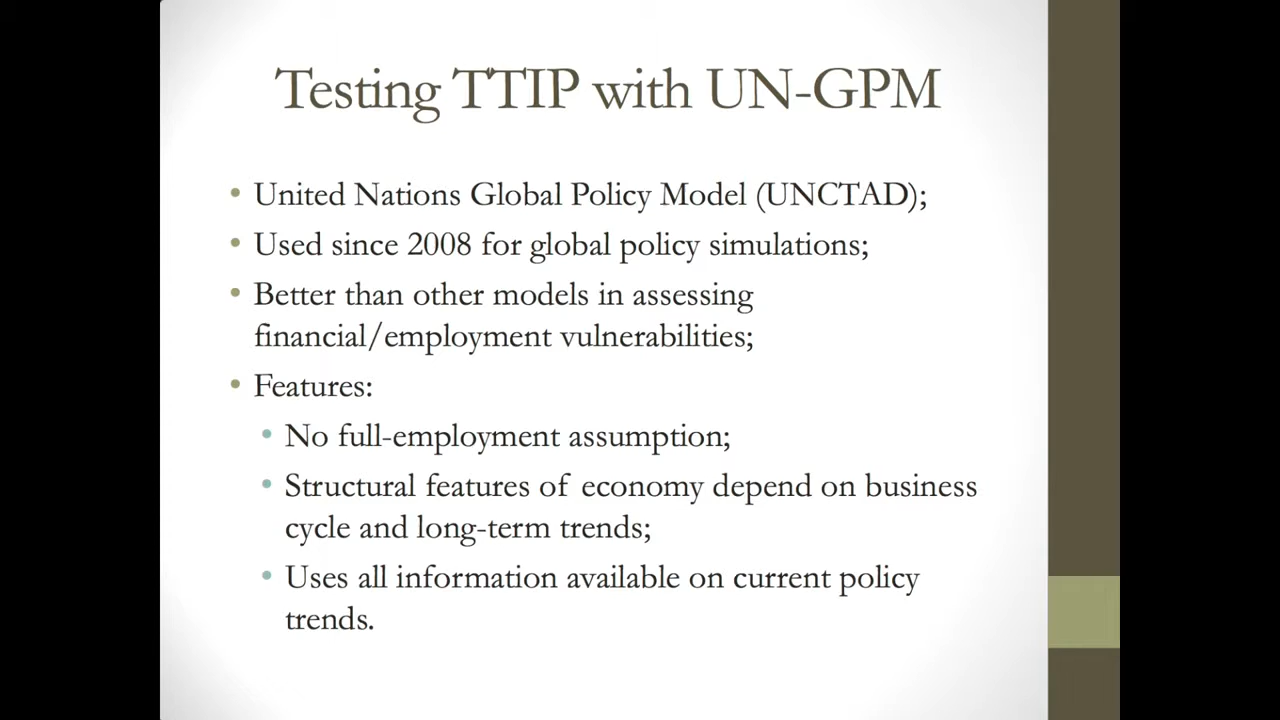 Testing TTIP with UN-GPM
• United Nations Global Policy Model (UNCTAD);
• Used since 2008 for global policy simulations;
• Better than other models in assessing
financial/employment vulnerabilities;
• Features:
• No full-employment assumption;
• Structural features of economy depend on business
cycle and long-term trends;
• Uses all information available on current policy
trends.